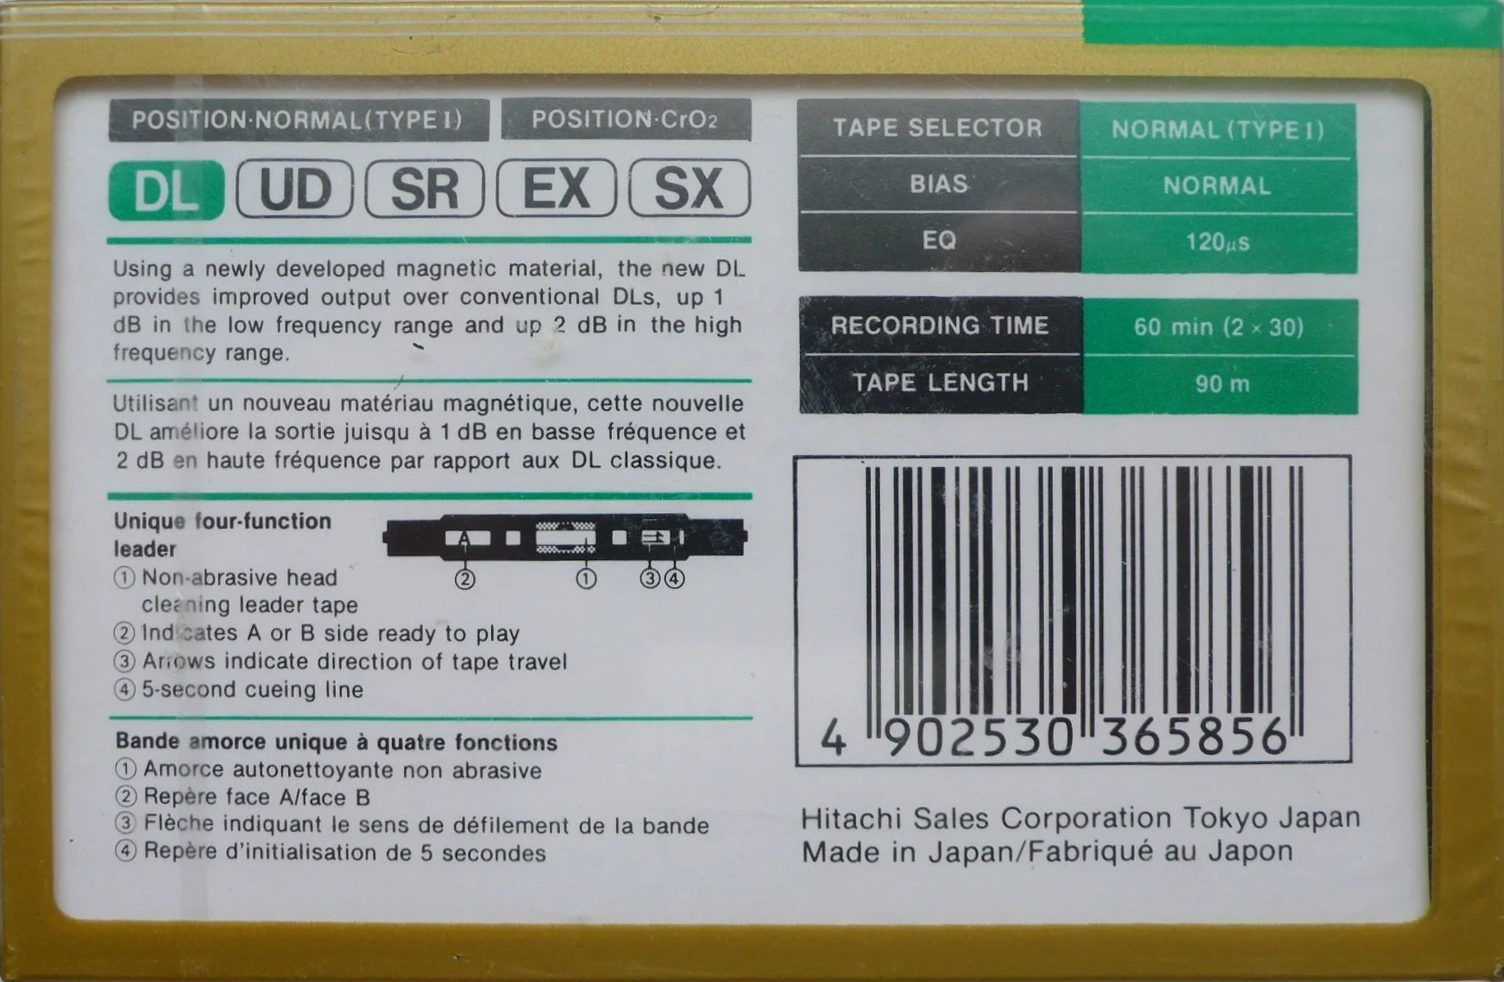 POSITION·NORMAL(TYPE I) POSITION·CrO2
DL UD SR EX SX
Using a newly developed magnetic material, the new DL
provides improved output over conventional DLs, up 1
dB in the low frequency range and up 2 dB in the high
frequency range.
Utilisant un nouveau matériau magnétique, cette nouvelle
DL améliore la sortie juisqu à 1 dB en basse fréquence et
2 dB en haute fréquence par rapport aux DL classique.
Unique four-function
leader
① Non-abrasive head
cleaning leader tape
② Indicates A or B side ready to play
③ Arrows indicate direction of tape travel
④ 5-second cueing line
A
② ① ③ ④
Bande amorce unique à quatre fonctions
① Amorce autonettoyante non abrasive
② Repère face A/face B
③ Flèche indiquant le sens de défilement de la bande
④ Repère d'initialisation de 5 secondes
TAPE SELECTOR NORMAL (TYPE I)
BIAS NORMAL
EQ 120µs
RECORDING TIME 60 min (2 × 30)
TAPE LENGTH 90 m
4 902530 365856
Hitachi Sales Corporation Tokyo Japan
Made in Japan/Fabriqué au Japon